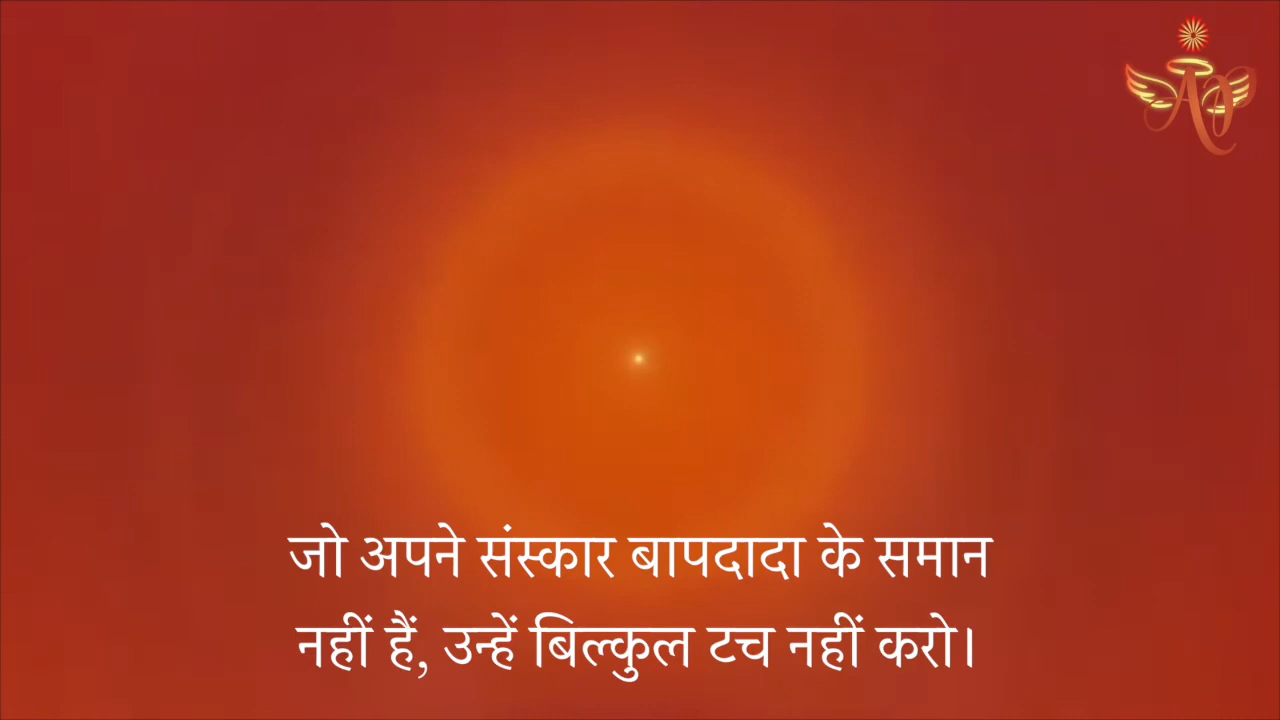 जो अपने संस्कार बापदादा के समान
नहीं हैं, उन्हें बिल्कुल टच नहीं करो।